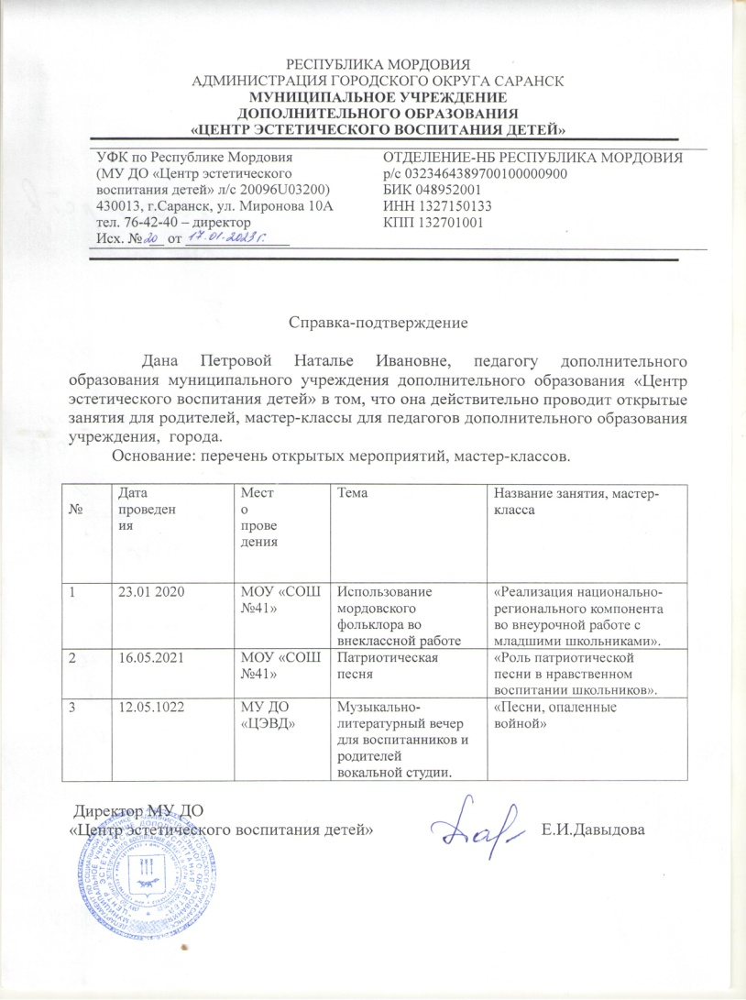 РЕСПУБЛИКА МОРДОВИЯ
АДМИНИСТРАЦИЯ ГОРОДСКОГО ОКРУГА САРАНСК
МУНИЦИПАЛЬНОЕ УЧРЕЖДЕНИЕ
ДОПОЛНИТЕЛЬНОГО ОБРАЗОВАНИЯ
«ЦЕНТР ЭСТЕТИЧЕСКОГО ВОСПИТАНИЯ ДЕТЕЙ»
УФК по Республике Мордовия
(МУ ДО «Центр эстетического
воспитания детей» л/с 20096U03200)
430013, г.Саранск, ул. Миронова 10А
тел. 76-42-40 – директор
Исх. № 20 от 17.01.2023г.
ОТДЕЛЕНИЕ-НБ РЕСПУБЛИКА МОРДОВИЯ
р/с 0323464389700100000900
БИК 048952001
ИНН 1327150133
КПП 132701001
Справка-подтверждение
Дана Петровой Наталье Ивановне, педагогу дополнительного
образования муниципального учреждения дополнительного образования «Центр
эстетического воспитания детей» в том, что она действительно проводит открытые
занятия для родителей, мастер-классы для педагогов дополнительного образования
учреждения, города.
Основание: перечень открытых мероприятий, мастер-классов.
№
Дата
проведен
ия
Мест
о
прове
дения
Тема
Название занятия, мастер-
класса
1
23.01 2020
МОУ «СОШ
№41»
Использование
мордовского
фольклора во
внеклассной работе
«Реализация национально-
регионального компонента
во внеурочной работе с
младшими школьниками».
2
16.05.2021
МОУ «СОШ
№41»
Патриотическая
песня
«Роль патриотической
песни в нравственном
воспитании школьников».
3
12.05.1022
МУ ДО
«ЦЭВД»
Музыкально-
литературный вечер
для воспитанников и
родителей
вокальной студии.
«Песни, опаленные
войной»
Директор МУ ДО
«Центр эстетического воспитания детей»
Е.И.Давыдова